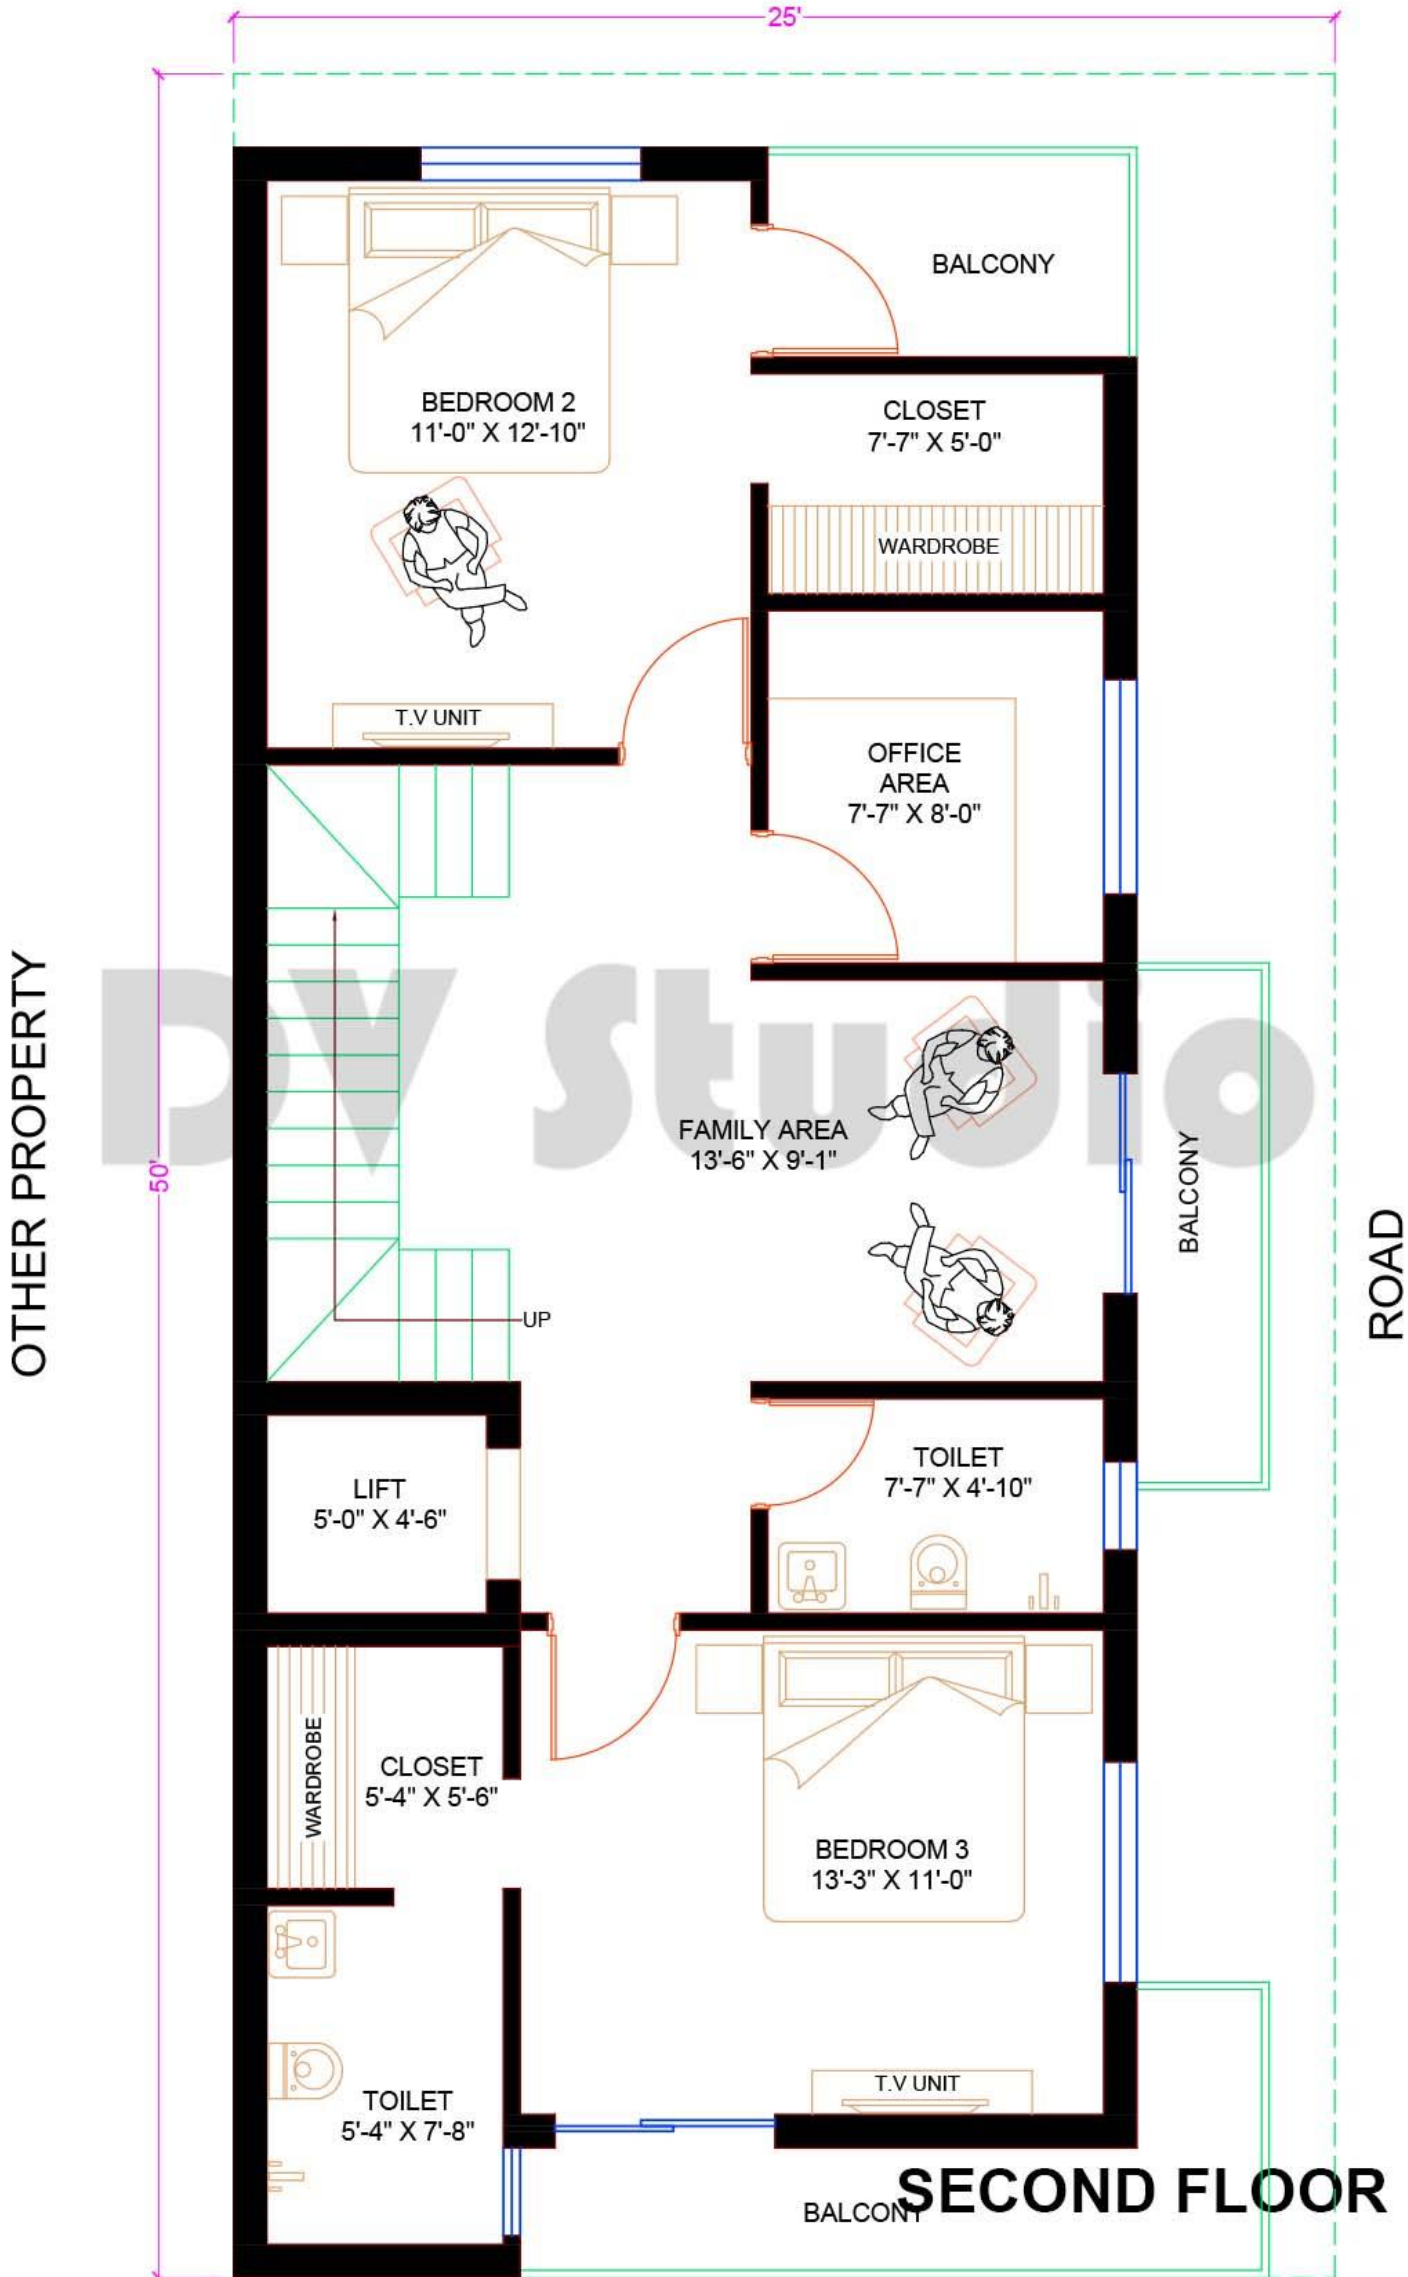 25'
BALCONY
BEDROOM 2
11'-0" X 12'-10"
CLOSET
7'-7" X 5'-0"
WARDROBE
T.V UNIT
OFFICE
AREA
7'-7" X 8'-0"
OTHER PROPERTY
50'
DV Studio
FAMILY AREA
13'-6" X 9'-1"
BALCONY
ROAD
UP
LIFT
5'-0" X 4'-6"
TOILET
7'-7" X 4'-10"
WARDROBE
CLOSET
5'-4" X 5'-6"
BEDROOM 3
13'-3" X 11'-0"
T.V UNIT
TOILET
5'-4" X 7'-8"
BALCONY
SECOND FLOOR